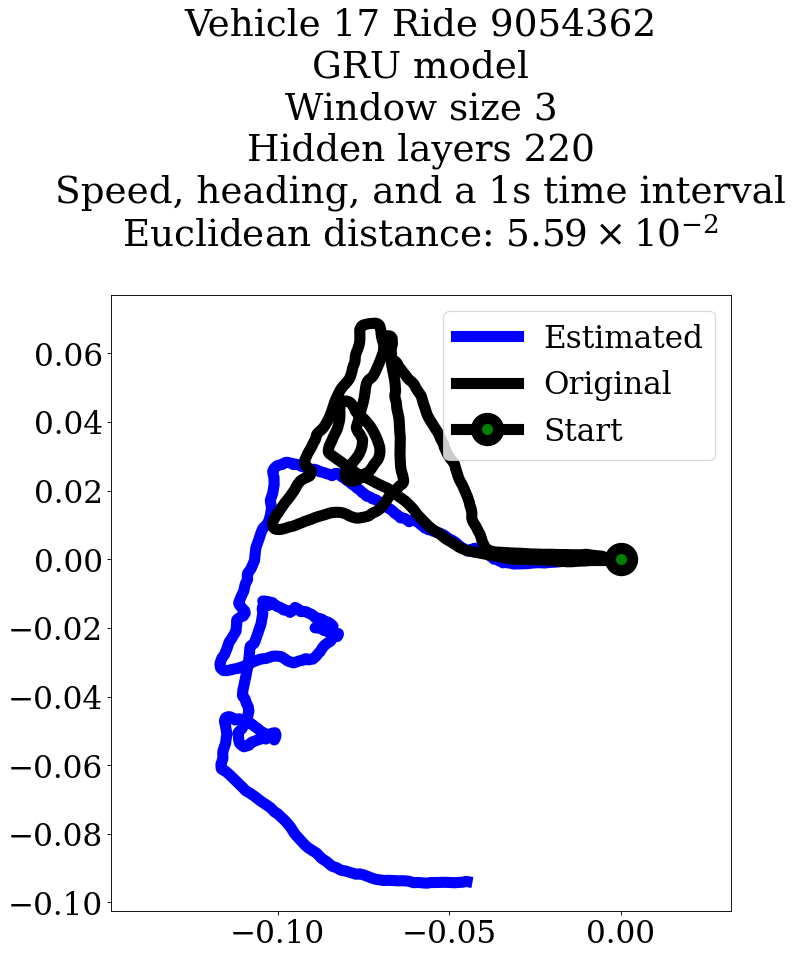 Vehicle 17 Ride 9054362
GRU model
Window size 3
Hidden layers 220
Speed, heading, and a 1s time interval
Euclidean distance: 5.59 × 10⁻²
Estimated
Original
Start
0.06
0.04
0.02
0.00
−0.02
−0.04
−0.06
−0.08
−0.10
−0.10 −0.05 0.00